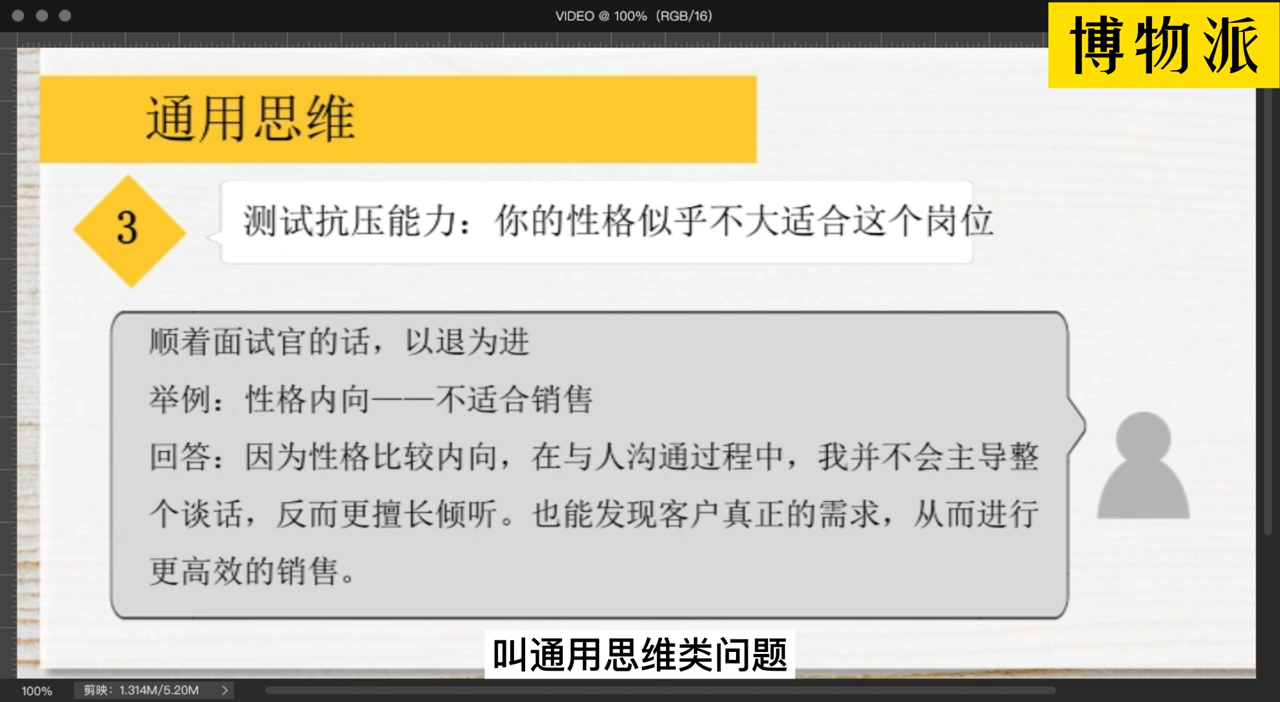 VIDEO @ 100% (RGB/16)
博物派
通用思维
3
测试抗压能力：你的性格似乎不大适合这个岗位
顺着面试官的话，以退为进
举例：性格内向——不适合销售
回答：因为性格比较内向，在与人沟通过程中，我并不会主导整
个谈话，反而更擅长倾听。也能发现客户真正的需求，从而进行
更高效的销售。
叫通用思维类问题
100%
剪映：1.314M/5.20M